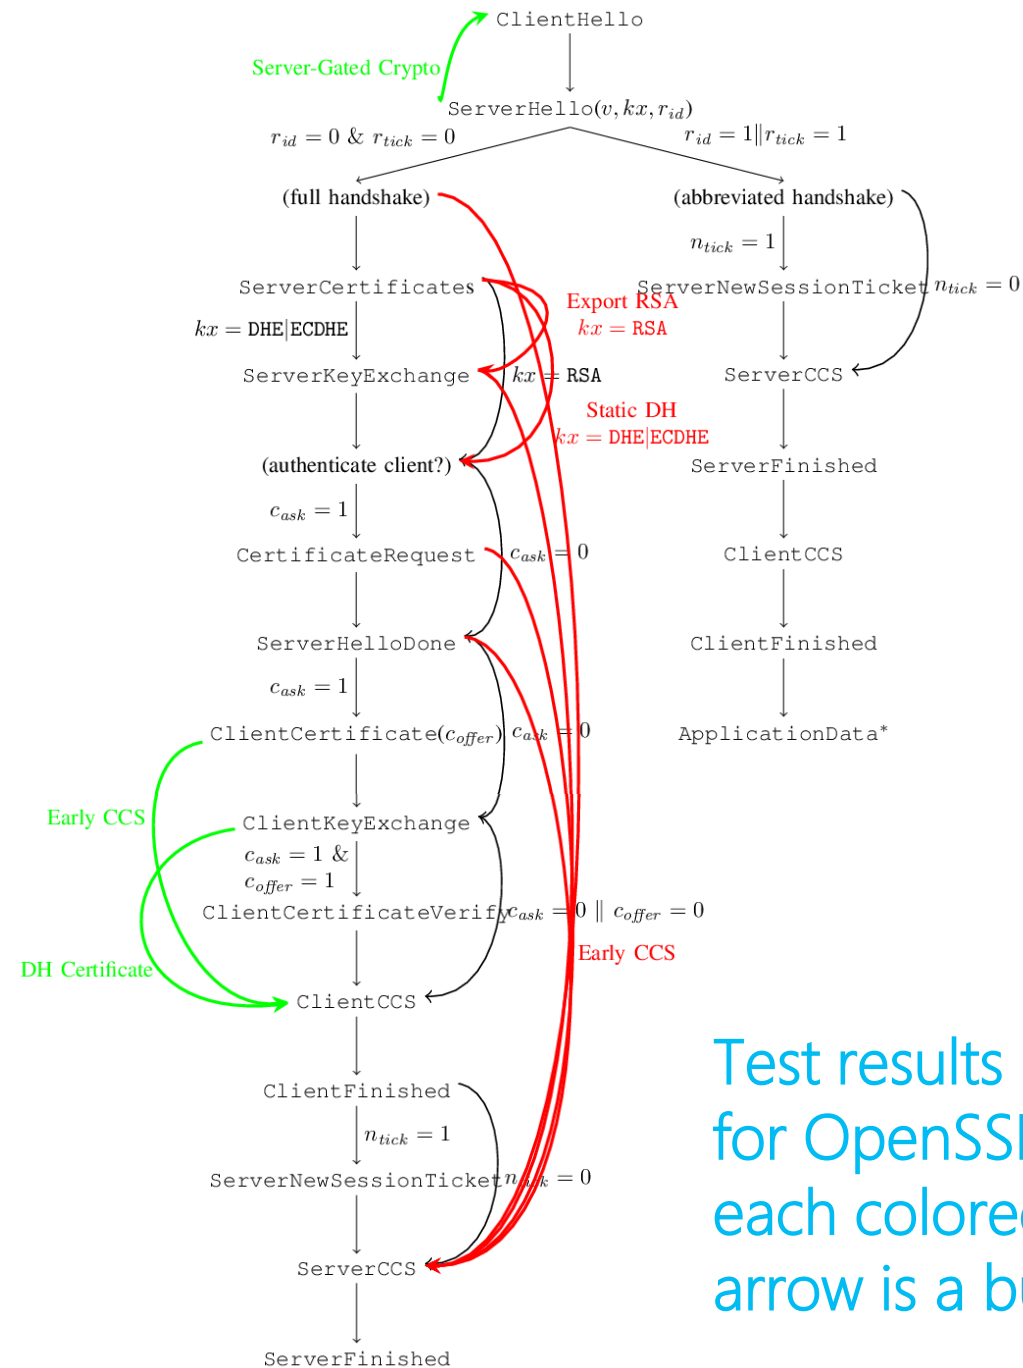 ClientHello
Server-Gated Crypto
ServerHello(v, kx, r_id)
r_id = 0 & r_tick = 0
r_id = 1||r_tick = 1
(full handshake)
(abbreviated handshake)
n_tick = 1
ServerCertificates
ServerNewSessionTicket
n_tick = 0
Export RSA
kx = RSA
kx = DHE|ECDHE
ServerKeyExchange
kx = RSA
ServerCCS
Static DH
kx = DHE|ECDHE
(authenticate client?)
ServerFinished
c_ask = 1
CertificateRequest
c_ask = 0
ClientCCS
ServerHelloDone
ClientFinished
c_ask = 1
ClientCertificate(c_offer)
c_ask = 0
ApplicationData*
Early CCS
ClientKeyExchange
c_ask = 1 &
c_offer = 1
ClientCertificateVerify
c_ask = 0 || c_offer = 0
Early CCS
DH Certificate
ClientCCS
ClientFinished
n_tick = 1
ServerNewSessionTicket
n_tick = 0
ServerCCS
ServerFinished
Test results
for
each
arrow is a